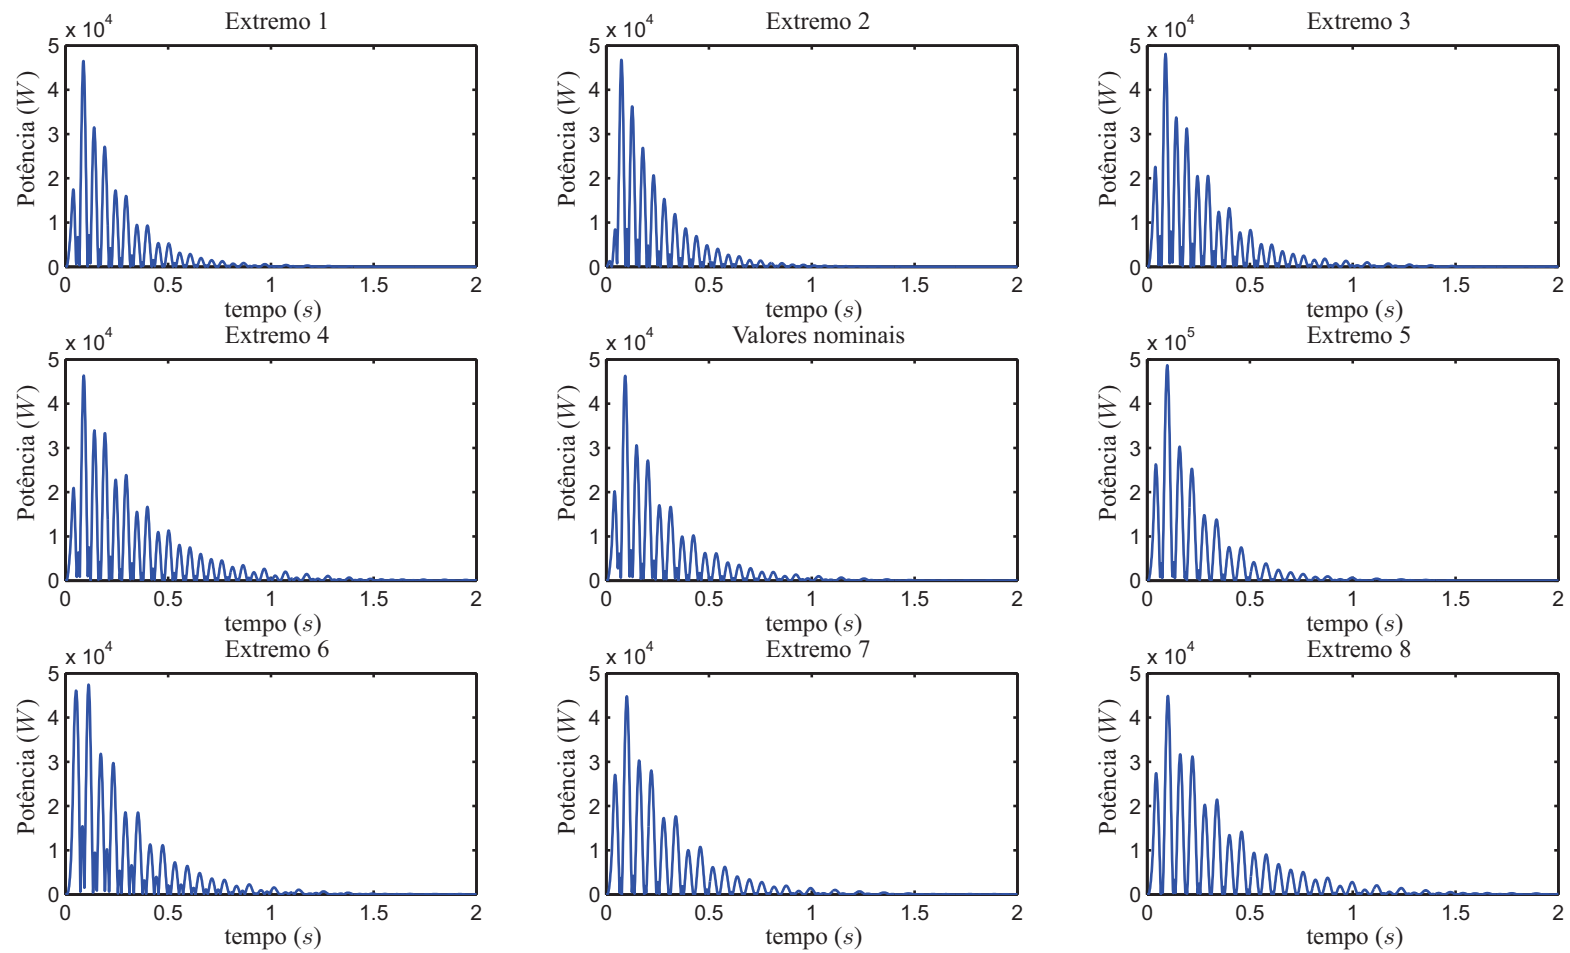 Extremo 1
x 10^4
Potência (W)
5
4
3
2
1
0
0 0.5 1 1.5 2
tempo (s)
Extremo 2
x 10^4
Potência (W)
5
4
3
2
1
0
0 0.5 1 1.5 2
tempo (s)
Extremo 3
x 10^4
Potência (W)
5
4
3
2
1
0
0 0.5 1 1.5 2
tempo (s)
Extremo 4
x 10^4
Potência (W)
5
4
3
2
1
0
0 0.5 1 1.5 2
tempo (s)
Valores nominais
x 10^4
Potência (W)
5
4
3
2
1
0
0 0.5 1 1.5 2
tempo (s)
Extremo 5
x 10^5
Potência (W)
5
4
3
2
1
0
0 0.5 1 1.5 2
tempo (s)
Extremo 6
x 10^4
Potência (W)
5
4
3
2
1
0
0 0.5 1 1.5 2
tempo (s)
Extremo 7
x 10^4
Potência (W)
5
4
3
2
1
0
0 0.5 1 1.5 2
tempo (s)
Extremo 8
x 10^4
Potência (W)
5
4
3
2
1
0
0 0.5 1 1.5 2
tempo (s)